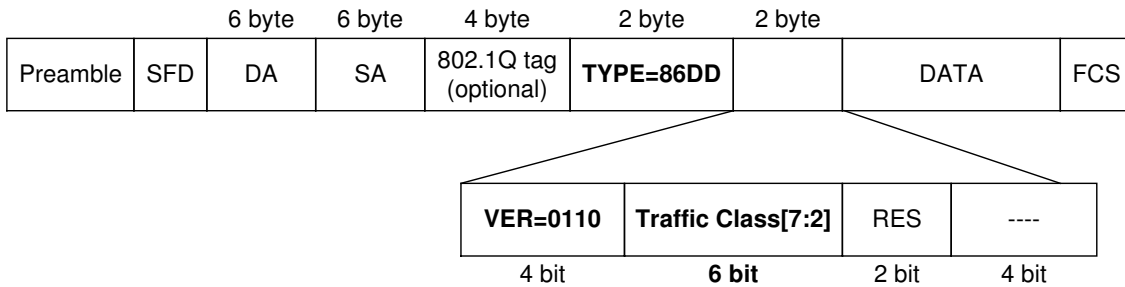 6 byte 6 byte 4 byte 2 byte 2 byte
Preamble SFD DA SA 802.1Q tag (optional) TYPE=86DD DATA FCS
VER=0110 Traffic Class[7:2] RES ----
4 bit 6 bit 2 bit 4 bit